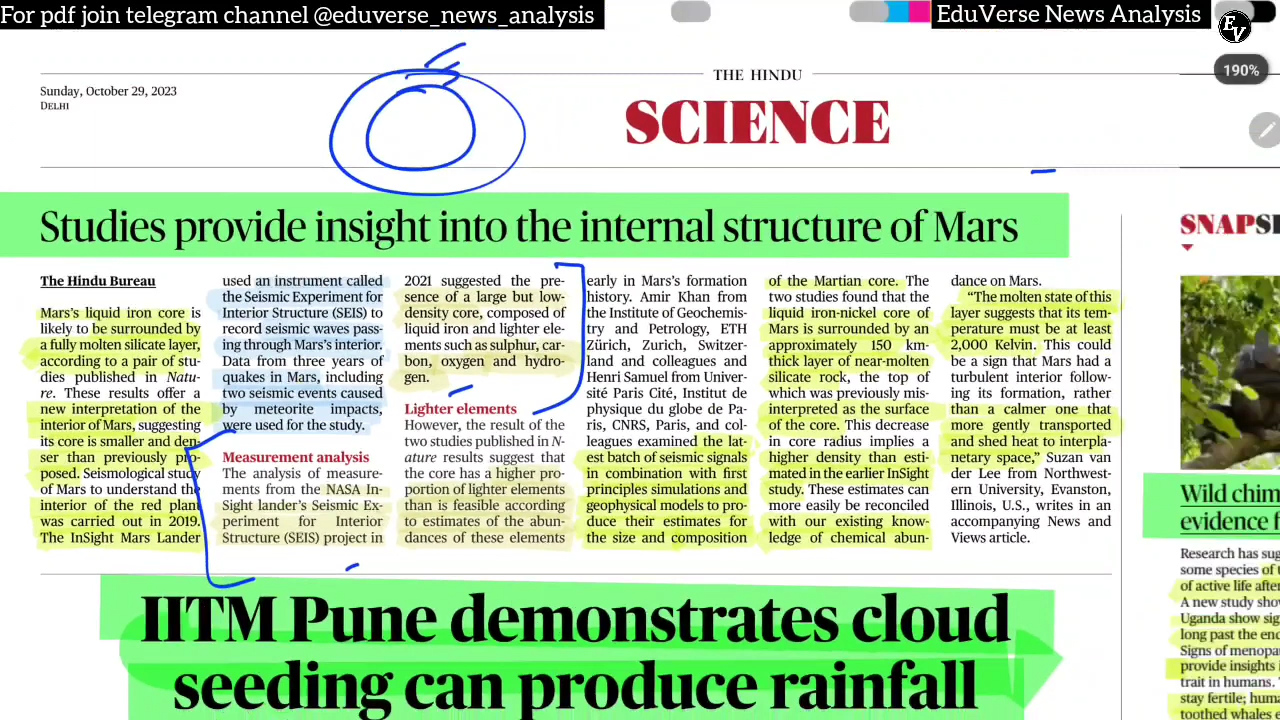 For pdf join telegram channel @eduverse_news_analysis
EduVerse News Analysis
EV
190%
Sunday, October 29, 2023
DELHI
THE HINDU
SCIENCE
Studies provide insight into the internal structure of Mars
The Hindu Bureau
Mars's liquid iron core is
likely to be surrounded by
a fully molten silicate layer,
according to a pair of stu-
dies published in Natu-
re. These results offer a
new interpretation of the
interior of Mars, suggesting
its core is smaller and den-
ser than previously pro-
posed. Seismological study
of Mars to understand the
interior of the red plant
was carried out in 2019.
The InSight Mars Lander
used an instrument called
the Seismic Experiment for
Interior Structure (SEIS) to
record seismic waves pass-
ing through Mars's interior.
Data from three years of
quakes in Mars, including
two seismic events caused
by meteorite impacts,
were used for the study.
Measurement analysis
The analysis of measure-
ments from the NASA In-
Sight lander's Seismic Ex-
periment for Interior
Structure (SEIS) project in
2021 suggested the pre-
sence of a large but low-
density core, composed of
liquid iron and lighter ele-
ments such as sulphur, car-
bon, oxygen and hydro-
gen.
Lighter elements
However, the result of the
two studies published in N-
ature results suggest that
the core has a higher pro-
portion of lighter elements
than is feasible according
to estimates of the abun-
dances of these elements
early in Mars's formation
history. Amir Khan from
the Institute of Geochemis-
try and Petrology, ETH
Zürich, Zurich, Switzer-
land and colleagues and
Henri Samuel from Univer-
sité Paris Cité, Institut de
physique du globe de Pa-
ris, CNRS, Paris, and col-
leagues examined the lat-
est batch of seismic signals
in combination with first
principles simulations and
geophysical models to pro-
duce their estimates for
the size and composition
of the Martian core. The
two studies found that the
liquid iron-nickel core of
Mars is surrounded by an
approximately 150 km-
thick layer of near-molten
silicate rock, the top of
which was previously mis-
interpreted as the surface
of the core. This decrease
in core radius implies a
higher density than esti-
mated in the earlier InSight
study. These estimates can
more easily be reconciled
with our existing know-
ledge of chemical abun-
dance on Mars.
"The molten state of this
layer suggests that its tem-
perature must be at least
2,000 Kelvin. This could
be a sign that Mars had a
turbulent interior follow-
ing its formation, rather
than a calmer one that
more gently transported
and shed heat to interpla-
netary space," Suzan van
der Lee from Northwest-
ern University, Evanston,
Illinois, U.S., writes in an
accompanying News and
Views article.
IITM Pune demonstrates cloud
seeding can produce rainfall
SNAPS
Wild chim
evidence f
Research has sug
some species of
of active life after
A new study show
Uganda show sig
long past the end
Signs of menopa
provide insights i
trait in humans.
stay fertile; huma
toothed whales e